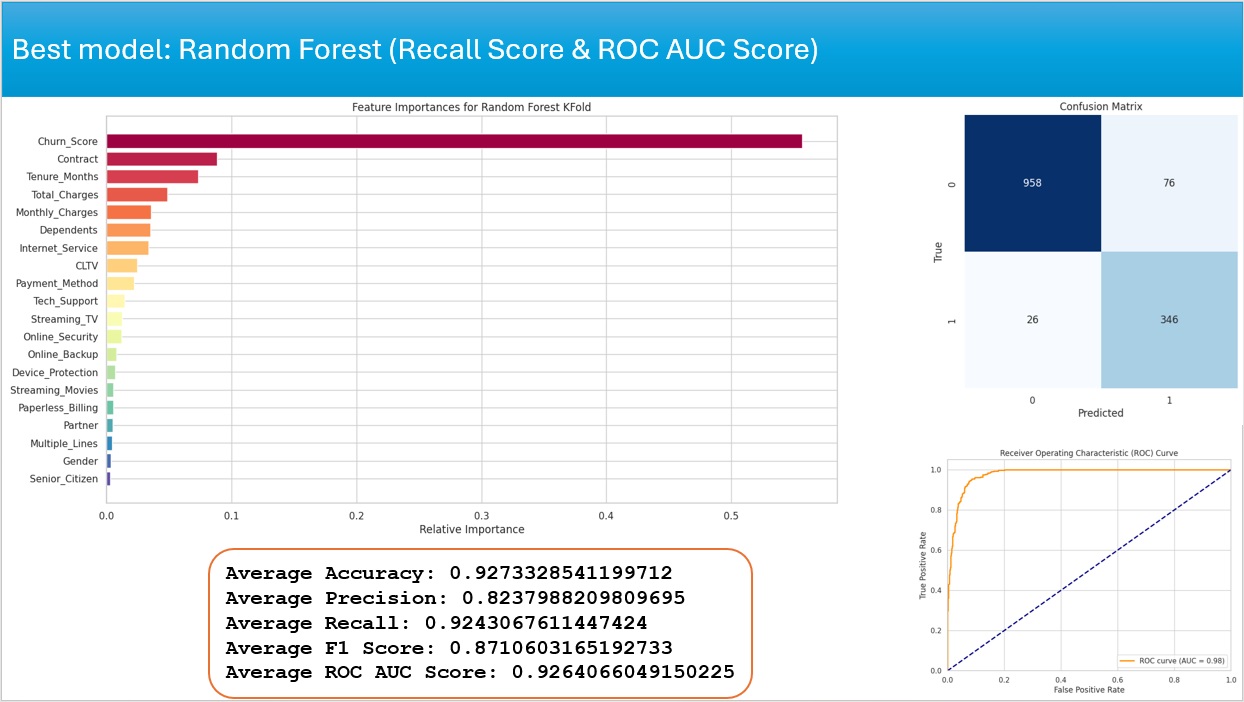 Best model: Random Forest (Recall Score & ROC AUC Score)
Feature Importances for Random Forest KFold
Churn_Score
Contract
Tenure_Months
Total_Charges
Monthly_Charges
Dependents
Internet_Service
CLTV
Payment_Method
Tech_Support
Streaming_TV
Online_Security
Online_Backup
Device_Protection
Streaming_Movies
Paperless_Billing
Partner
Multiple_Lines
Gender
Senior_Citizen
0.0 0.1 0.2 0.3 0.4 0.5
Relative Importance
Confusion Matrix
True
0
958 76
1
26 346
0 1
Predicted
Average Accuracy: 0.9273328541199712
Average Precision: 0.8237988209809695
Average Recall: 0.9243067611447424
Average F1 Score: 0.8710603165192733
Average ROC AUC Score: 0.9264066049150225
Receiver Operating Characteristic (ROC) Curve
True Positive Rate
1.0
0.8
0.6
0.4
0.2
0.0
ROC curve (AUC = 0.98)
0.0 0.2 0.4 0.6 0.8 1.0
False Positive Rate